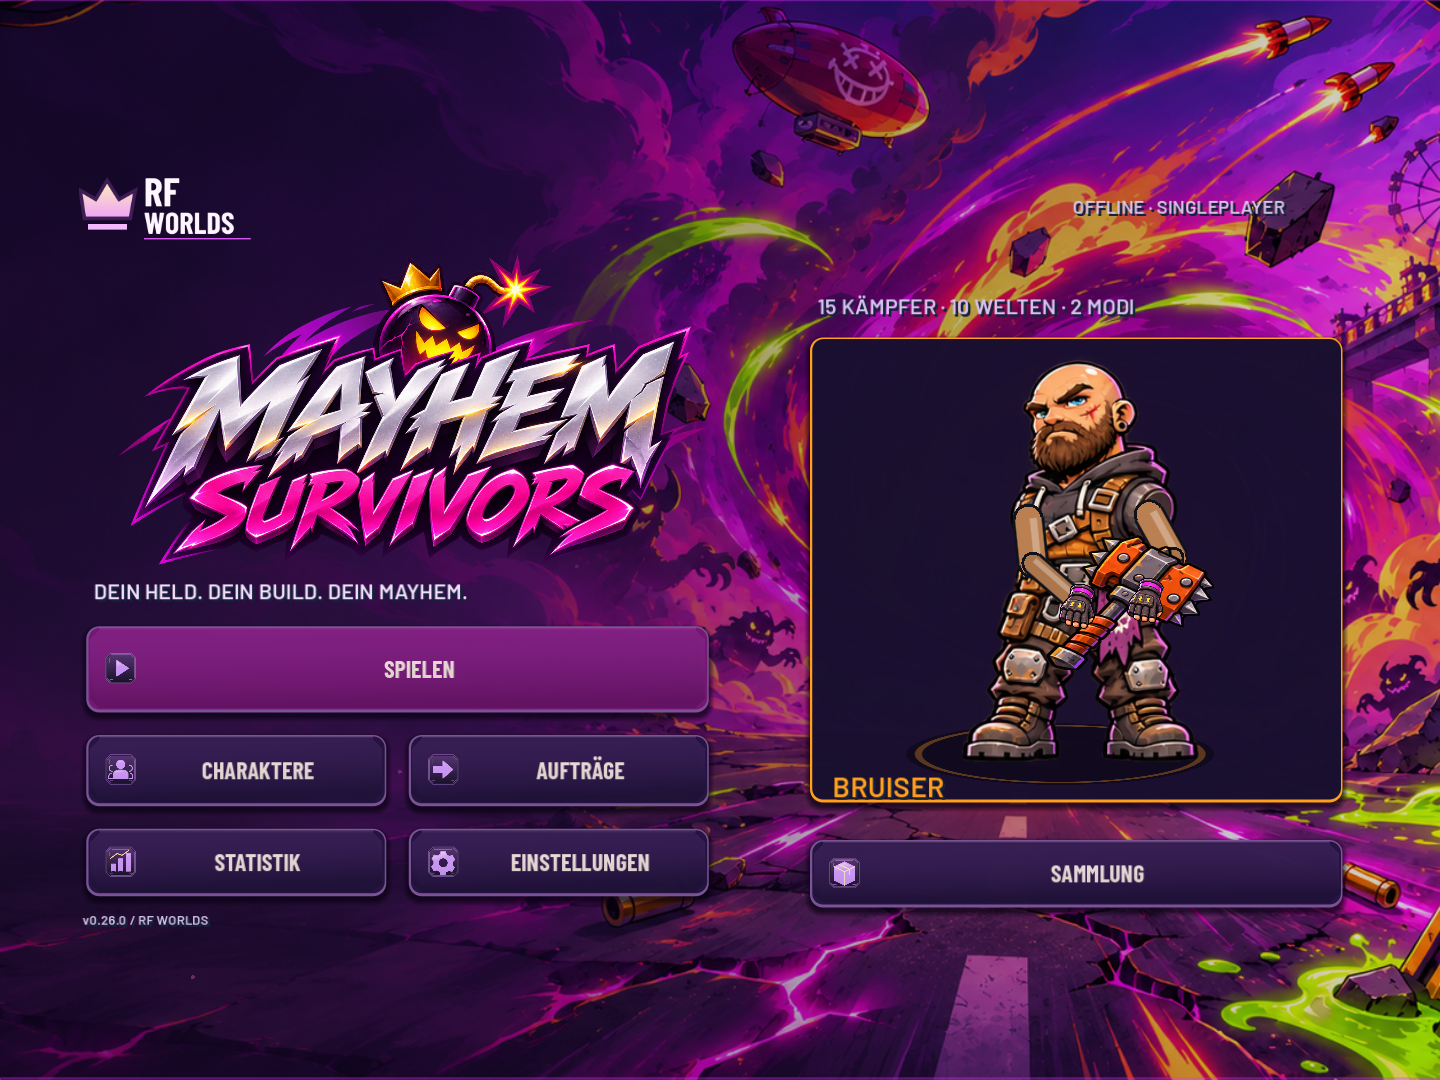 RF
WORLDS
OFFLINE · SINGLEPLAYER
15 KÄMPFER · 10 WELTEN · 2 MODI
MAYHEM
SURVIVORS
DEIN HELD. DEIN BUILD. DEIN MAYHEM.
SPIELEN
CHARAKTERE
AUFTRÄGE
STATISTIK
EINSTELLUNGEN
BRUISER
SAMMLUNG
v0.26.0 / RF WORLDS